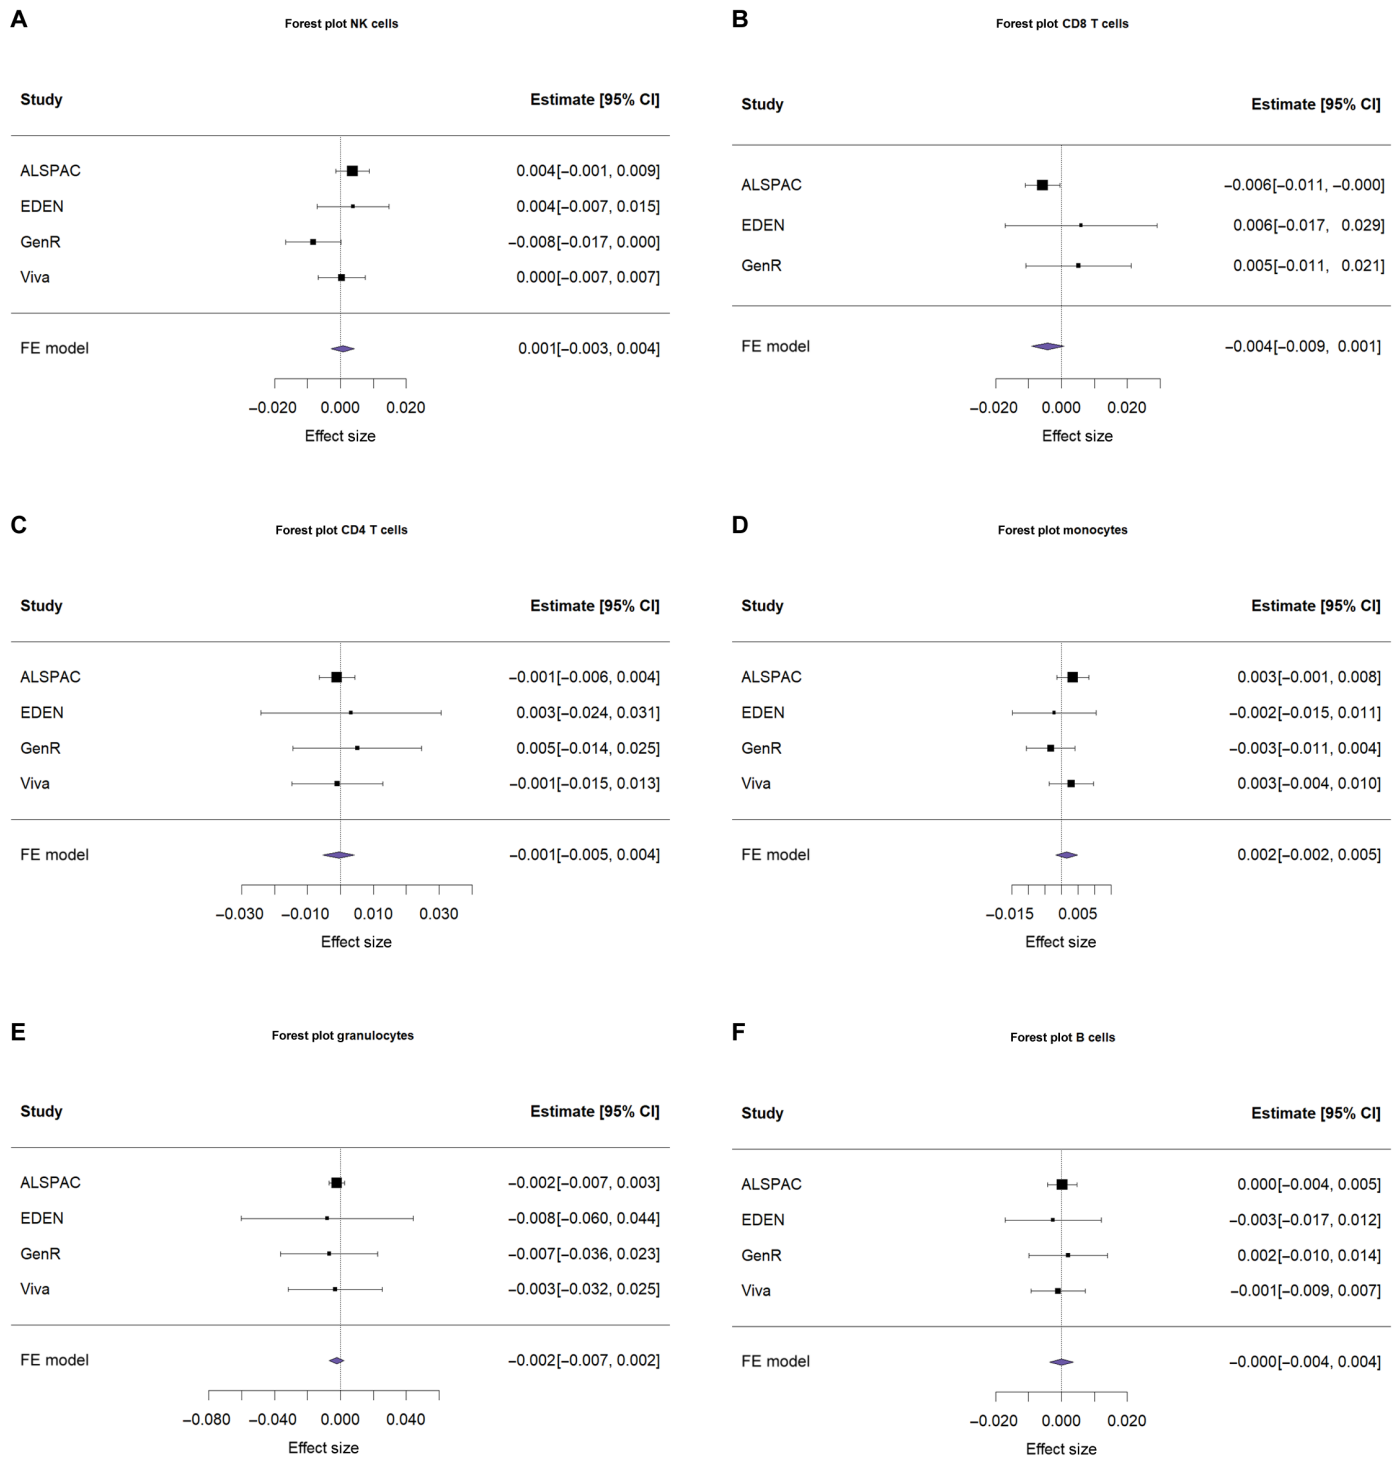 A
Forest plot NK cells
Study Estimate [95% CI]
ALSPAC 0.004[−0.001, 0.009]
EDEN 0.004[−0.007, 0.015]
GenR −0.008[−0.017, 0.000]
Viva 0.000[−0.007, 0.007]
FE model 0.001[−0.003, 0.004]
−0.020 0.000 0.020
Effect size
B
Forest plot CD8 T cells
Study Estimate [95% CI]
ALSPAC −0.006[−0.011, −0.000]
EDEN 0.006[−0.017, 0.029]
GenR 0.005[−0.011, 0.021]
FE model −0.004[−0.009, 0.001]
−0.020 0.000 0.020
Effect size
C
Forest plot CD4 T cells
Study Estimate [95% CI]
ALSPAC −0.001[−0.006, 0.004]
EDEN 0.003[−0.024, 0.031]
GenR 0.005[−0.014, 0.025]
Viva −0.001[−0.015, 0.013]
FE model −0.001[−0.005, 0.004]
−0.030 −0.010 0.010 0.030
Effect size
D
Forest plot monocytes
Study Estimate [95% CI]
ALSPAC 0.003[−0.001, 0.008]
EDEN −0.002[−0.015, 0.011]
GenR −0.003[−0.011, 0.004]
Viva 0.003[−0.004, 0.010]
FE model 0.002[−0.002, 0.005]
−0.015 0.005
Effect size
E
Forest plot granulocytes
Study Estimate [95% CI]
ALSPAC −0.002[−0.007, 0.003]
EDEN −0.008[−0.060, 0.044]
GenR −0.007[−0.036, 0.023]
Viva −0.003[−0.032, 0.025]
FE model −0.002[−0.007, 0.002]
−0.080 −0.040 0.000 0.040
Effect size
F
Forest plot B cells
Study Estimate [95% CI]
ALSPAC 0.000[−0.004, 0.005]
EDEN −0.003[−0.017, 0.012]
GenR 0.002[−0.010, 0.014]
Viva −0.001[−0.009, 0.007]
FE model −0.000[−0.004, 0.004]
−0.020 0.000 0.020
Effect size